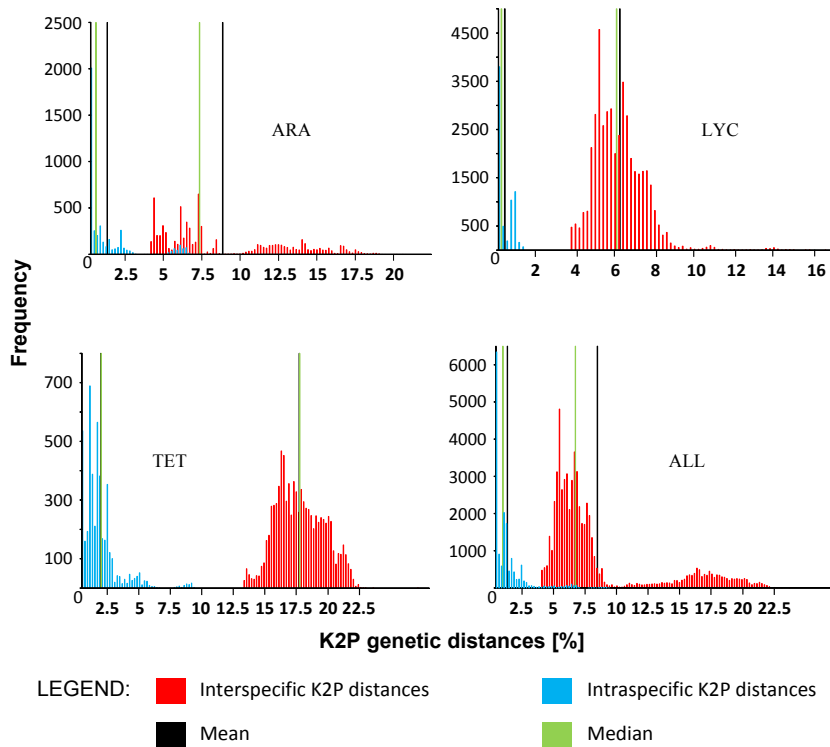 2500
2000
1500
1000
500
0
2.5 5 7.5 10 12.5 15 17.5 20
ARA
4500
3500
2500
1500
500
0
2 4 6 8 10 12 14 16
LYC
Frequency
700
500
300
100
0
2.5 5 7.5 10 12.5 15 17.5 20 22.5
TET
6000
5000
4000
3000
2000
1000
0
2.5 5 7.5 10 12.5 15 17.5 20 22.5
ALL
K2P genetic distances [%]
LEGEND:
Interspecific K2P distances
Intraspecific K2P distances
Mean
Median